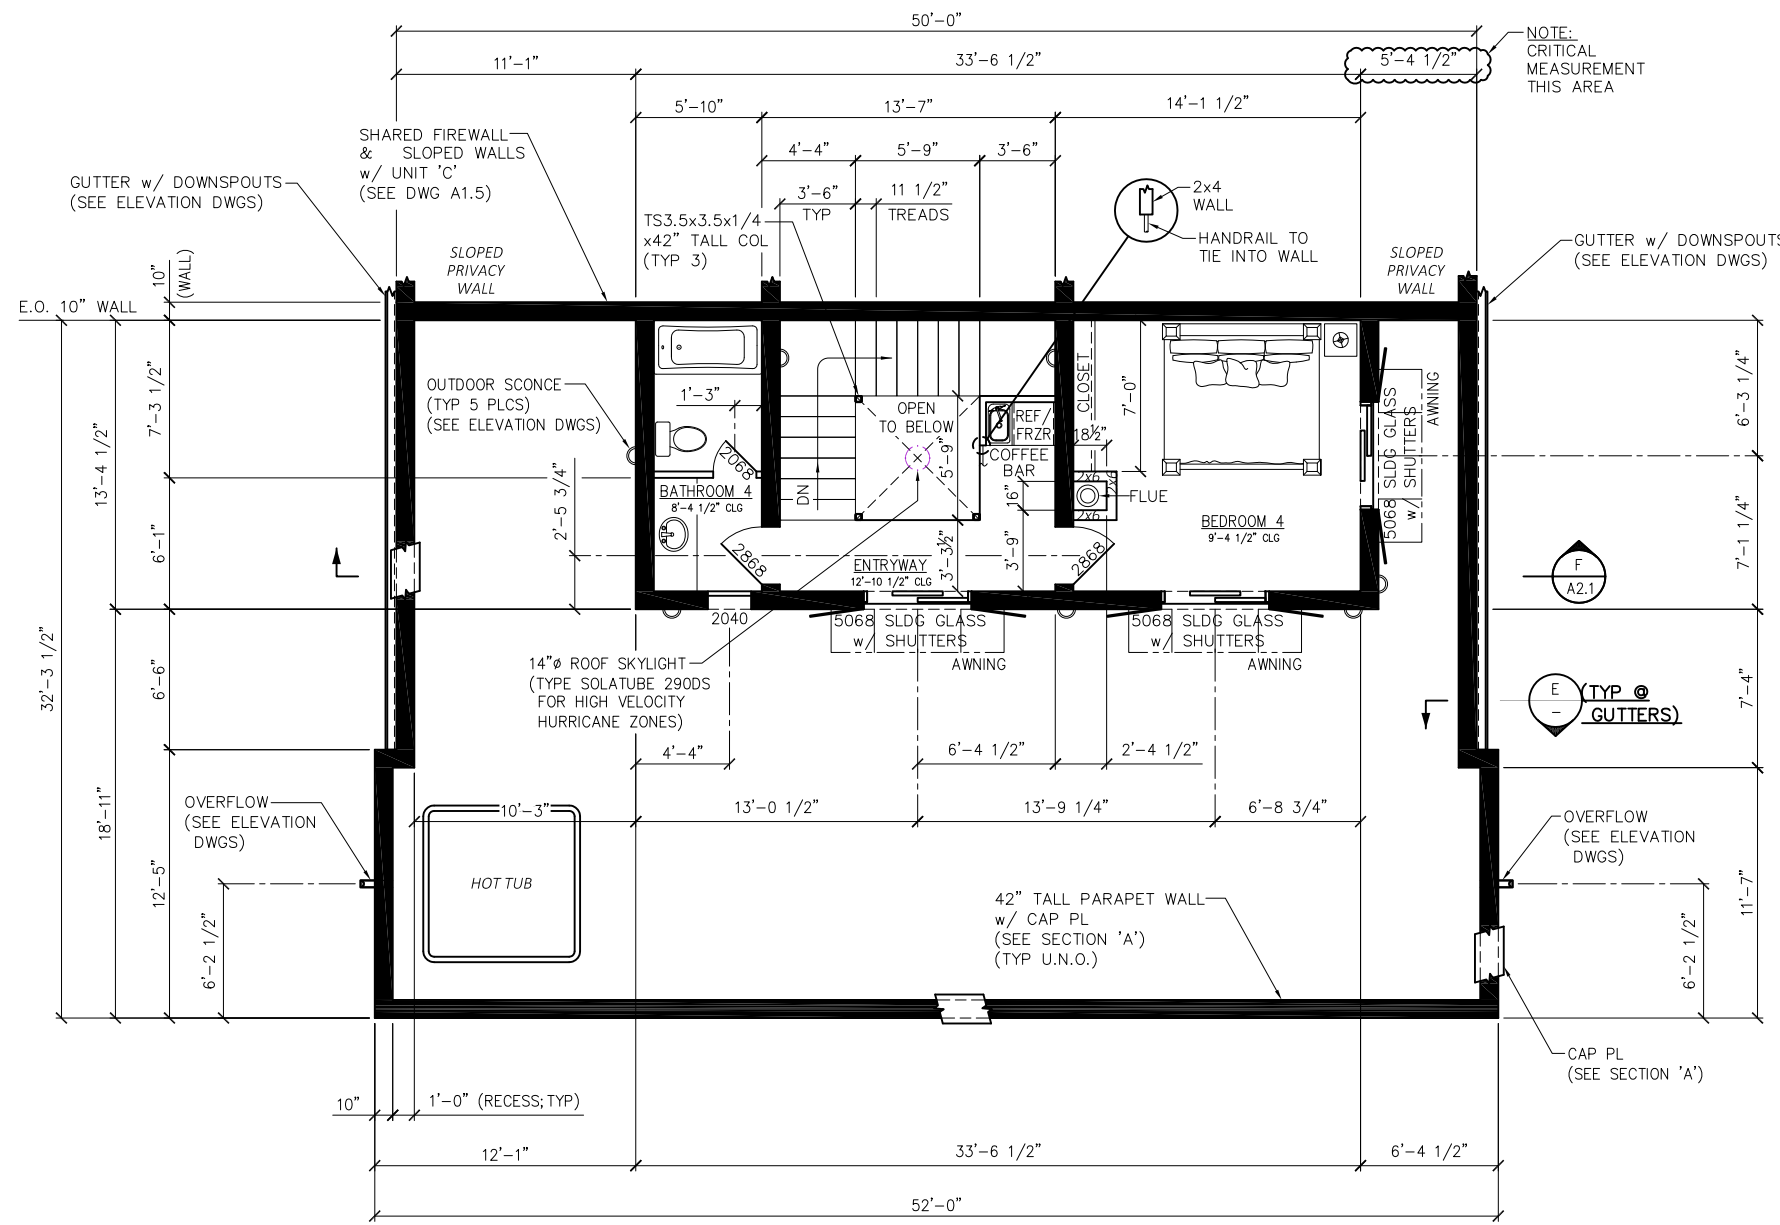 50'-0"
11'-1"
33'-6 1/2"
5'-4 1/2"
NOTE:
CRITICAL
MEASUREMENT
THIS AREA
5'-10"
13'-7"
14'-1 1/2"
SHARED FIREWALL
& SLOPED WALLS
w/ UNIT 'C'
(SEE DWG A1.5)
4'-4"
5'-9"
3'-6"
GUTTER w/ DOWNSPOUTS
(SEE ELEVATION DWGS)
3'-6"
TYP
11 1/2"
TREADS
2x4
WALL
TS3.5x3.5x1/4
x42" TALL COL
(TYP 3)
HANDRAIL TO
TIE INTO WALL
SLOPED
PRIVACY
WALL
SLOPED
PRIVACY
WALL
GUTTER w/ DOWNSPOUTS
(SEE ELEVATION DWGS)
10"
(WALL)
E.O. 10" WALL
7'-3 1/2"
13'-4 1/2"
6'-1"
32'-3 1/2"
6'-6"
18'-11"
12'-5"
6'-2 1/2"
OUTDOOR SCONCE
(TYP 5 PLCS)
(SEE ELEVATION DWGS)
2'-5 3/4"
1'-3"
2068
BATHROOM 4
8'-4 1/2" CLG
2868
DN
OPEN
TO BELOW
5'-9"
REF/
FRZR
COFFEE
BAR
16"
3'-9"
3'-3½"
ENTRYWAY
12'-10 1/2" CLG
CLOSET
7'-0"
18½"
2x6
2x6
2x6
FLUE
2868
BEDROOM 4
9'-4 1/2" CLG
5068 SLDG GLASS
w/ SHUTTERS
AWNING
6'-3 1/4"
7'-1 1/4"
7'-4"
11'-7"
6'-2 1/2"
F
A2.1
E
–
(TYP @
GUTTERS)
2040
5068 SLDG GLASS
w/ SHUTTERS
AWNING
5068 SLDG GLASS
w/ SHUTTERS
AWNING
14"ø ROOF SKYLIGHT
(TYPE SOLATUBE 290DS
FOR HIGH VELOCITY
HURRICANE ZONES)
4'-4"
6'-4 1/2"
2'-4 1/2"
10'-3"
13'-0 1/2"
13'-9 1/4"
6'-8 3/4"
OVERFLOW
(SEE ELEVATION
DWGS)
OVERFLOW
(SEE ELEVATION
DWGS)
HOT TUB
42" TALL PARAPET WALL
w/ CAP PL
(SEE SECTION 'A')
(TYP U.N.O.)
CAP PL
(SEE SECTION 'A')
10"
1'-0" (RECESS;TYP)
12'-1"
33'-6 1/2"
6'-4 1/2"
52'-0"